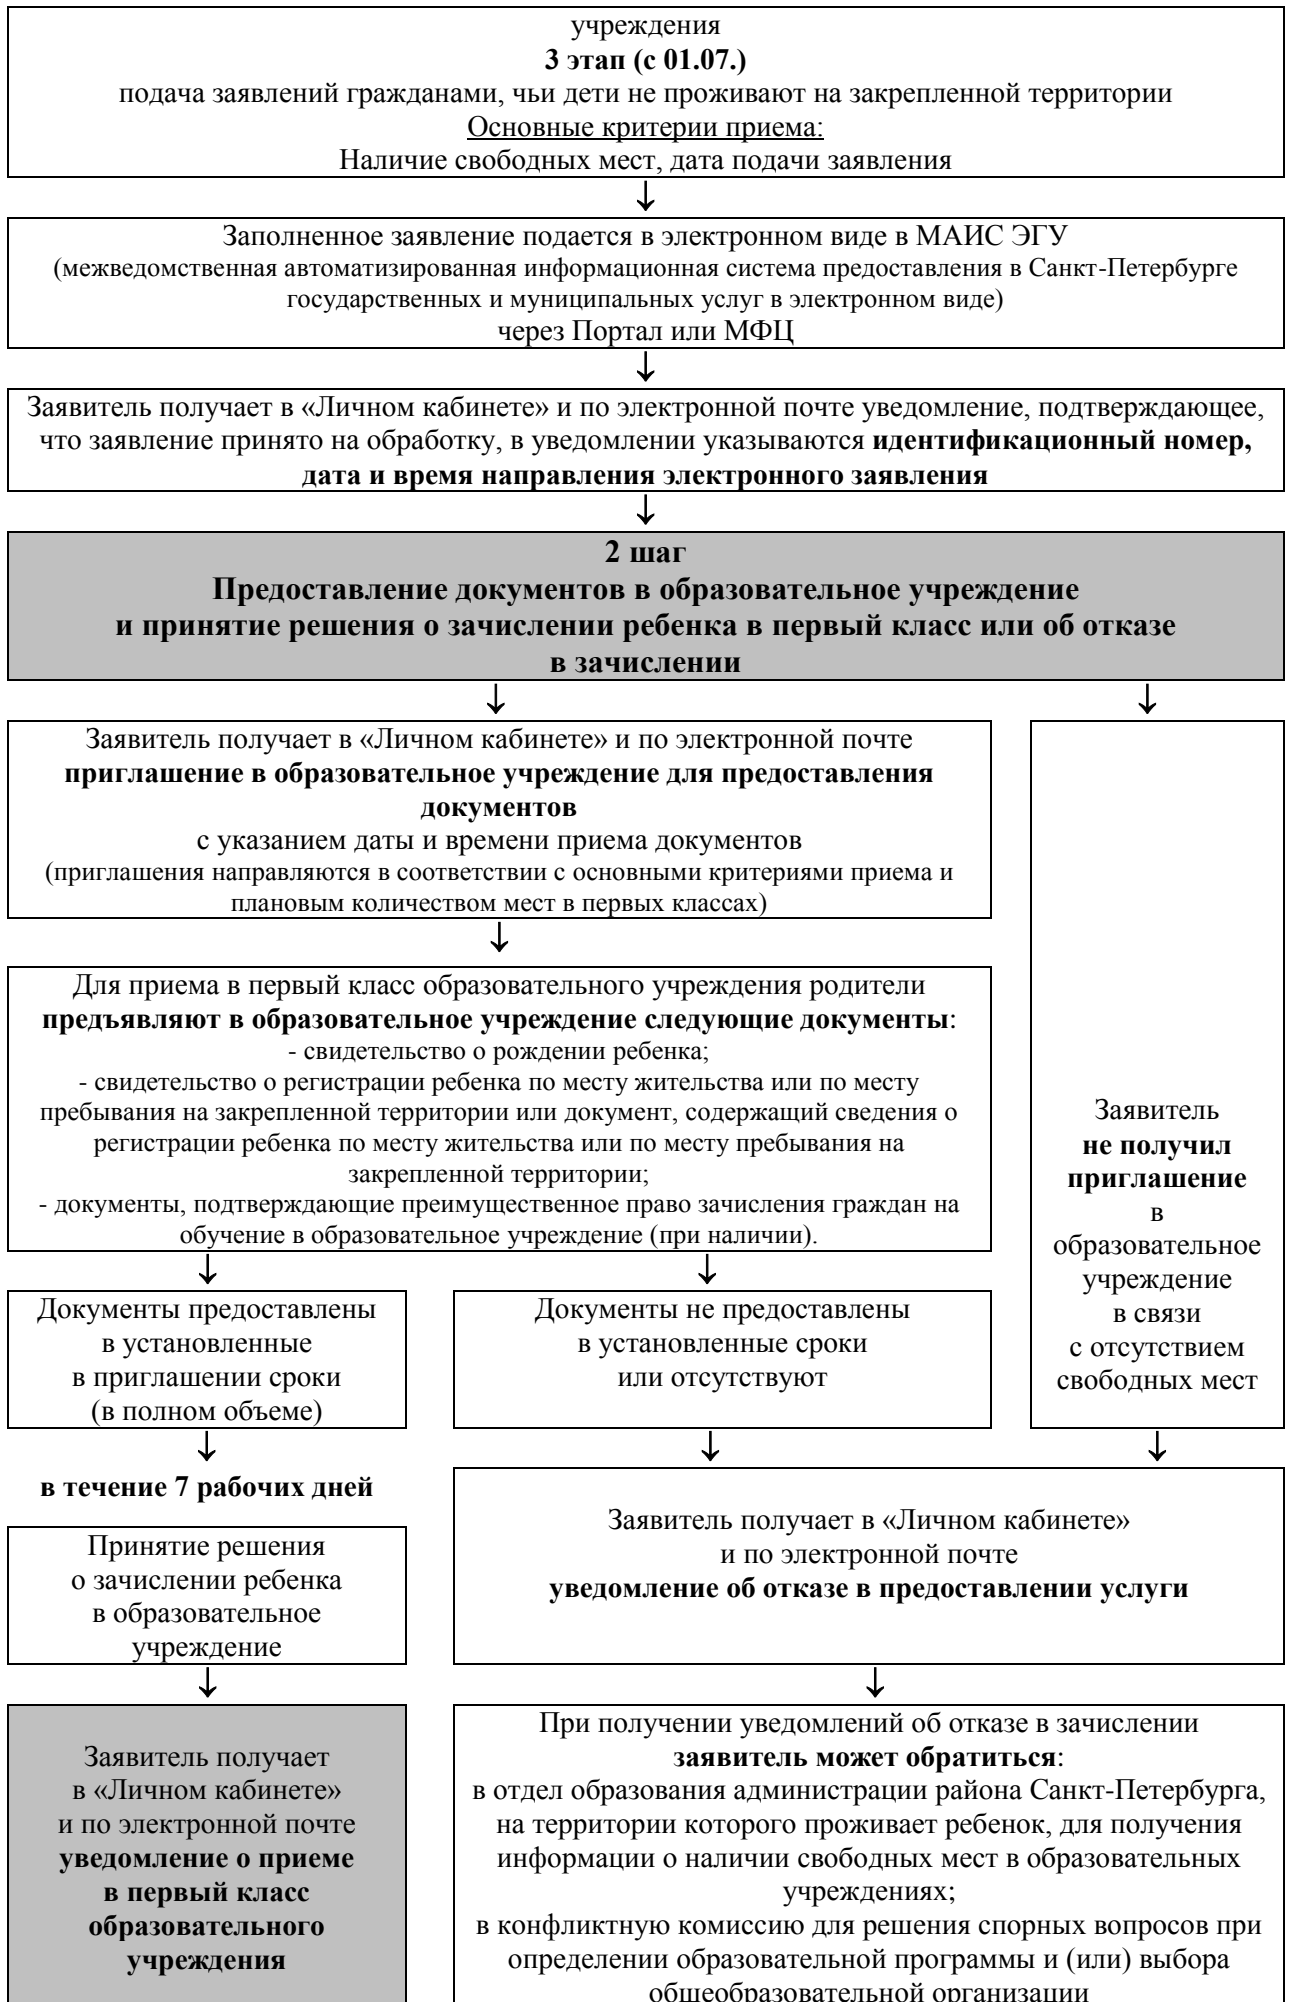 учреждения
3 этап (с 01.07.)
подача заявлений гражданами, чьи дети не проживают на закрепленной территории
Основные критерии приема:
Наличие свободных мест, дата подачи заявления
Заполненное заявление подается в электронном виде в МАИС ЭГУ
(межведомственная автоматизированная информационная система предоставления в Санкт-Петербурге
государственных и муниципальных услуг в электронном виде)
через Портал или МФЦ
Заявитель получает в «Личном кабинете» и по электронной почте уведомление, подтверждающее,
что заявление принято на обработку, в уведомлении указываются идентификационный номер,
дата и время направления электронного заявления
2 шаг
Предоставление документов в образовательное учреждение
и принятие решения о зачислении ребенка в первый класс или об отказе
в зачислении
Заявитель получает в «Личном кабинете» и по электронной почте
приглашение в образовательное учреждение для предоставления
документов
с указанием даты и времени приема документов
(приглашения направляются в соответствии с основными критериями приема и
плановым количеством мест в первых классах)
Для приема в первый класс образовательного учреждения родители
предъявляют в образовательное учреждение следующие документы:
- свидетельство о рождении ребенка;
- свидетельство о регистрации ребенка по месту жительства или по месту
пребывания на закрепленной территории или документ, содержащий сведения о
регистрации ребенка по месту жительства или по месту пребывания на
закрепленной территории;
- документы, подтверждающие преимущественное право зачисления граждан на
обучение в образовательное учреждение (при наличии).
Заявитель
не получил
приглашение
в
образовательное
учреждение
в связи
с отсутствием
свободных мест
Документы предоставлены
в установленные
в приглашении сроки
(в полном объеме)
Документы не предоставлены
в установленные сроки
или отсутствуют
в течение 7 рабочих дней
Принятие решения
о зачислении ребенка
в образовательное
учреждение
Заявитель получает в «Личном кабинете»
и по электронной почте
уведомление об отказе в предоставлении услуги
Заявитель получает
в «Личном кабинете»
и по электронной почте
уведомление о приеме
в первый класс
образовательного
учреждения
При получении уведомлений об отказе в зачислении
заявитель может обратиться:
в отдел образования администрации района Санкт-Петербурга,
на территории которого проживает ребенок, для получения
информации о наличии свободных мест в образовательных
учреждениях;
в конфликтную комиссию для решения спорных вопросов при
определении образовательной программы и (или) выбора
общеобразовательной организации